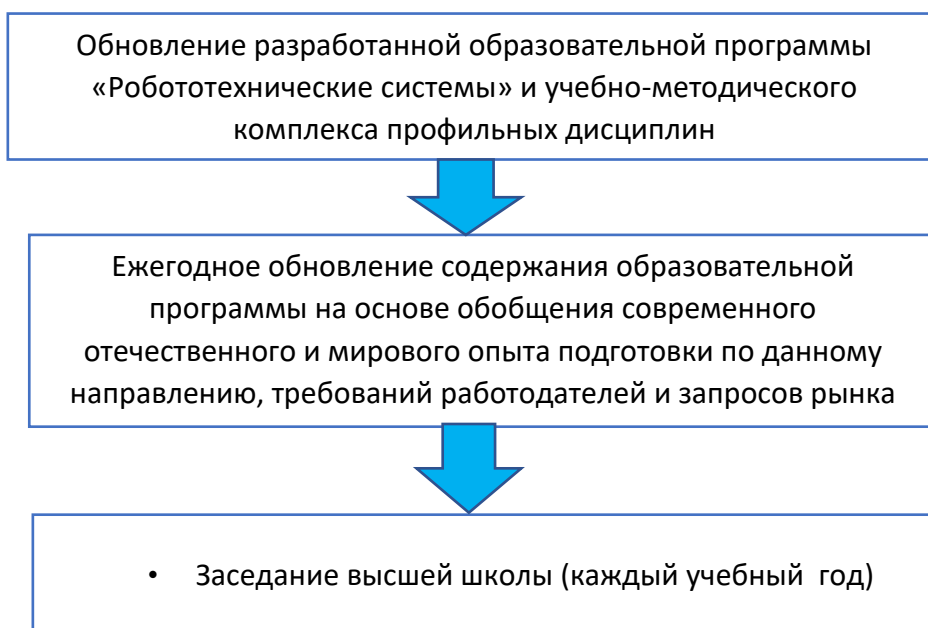 Обновление разработанной образовательной программы
«Робототехнические системы» и учебно-методического
комплекса профильных дисциплин
Ежегодное обновление содержания образовательной
программы на основе обобщения современного
отечественного и мирового опыта подготовки по данному
направлению, требований работодателей и запросов рынка
• Заседание высшей школы (каждый учебный  год)